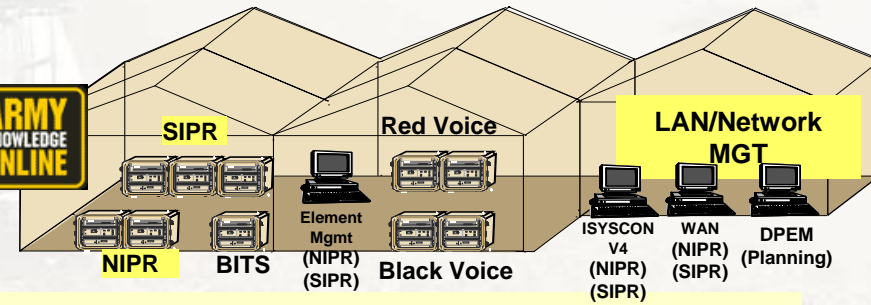 ARMY
KNOWLEDGE
ONLINE
SIPR
Red Voice
LAN/Network
MGT
NIPR
BITS
Element
Mgmt
(NIPR)
(SIPR)
Black Voice
ISYSCON
V4
(NIPR)
(SIPR)
WAN
(NIPR)
(SIPR)
DPEM
(Planning)